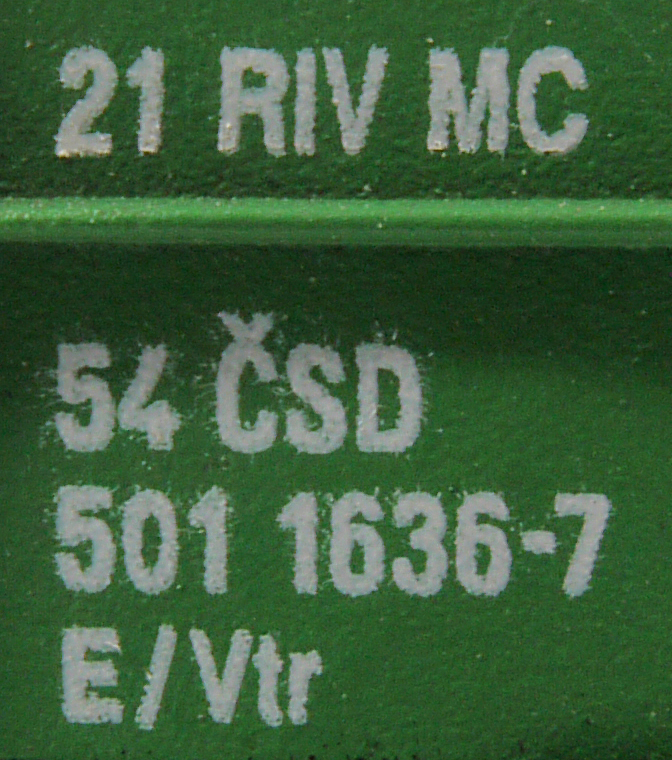 21 RIV MC
54 ČSD
501 1636-7
E/Vtr